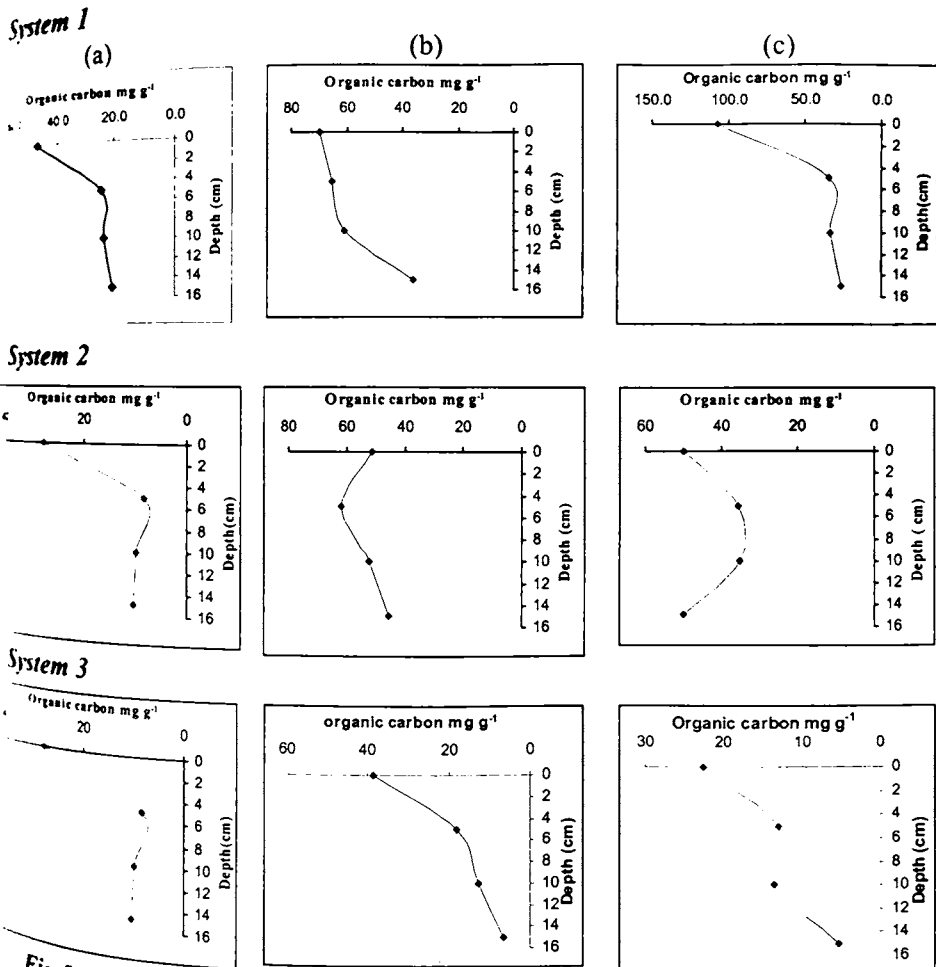 System 1
(a)
(b)
(c)
Organic carbon mg g⁻¹
40.0 20.0 0.0
0
2
4
6
8
10
12
14
16
Depth (cm)
Organic carbon mg g⁻¹
80 60 40 20 0
0
2
4
6
8
10
12
14
16
Depth (cm)
Organic carbon mg g⁻¹
150.0 100.0 50.0 0.0
0
2
4
6
8
10
12
14
16
Depth(cm)
System 2
Organic carbon mg g⁻¹
20 0
0
2
4
6
8
10
12
14
16
Depth(cm)
Organic carbon mg g⁻¹
80 60 40 20 0
0
2
4
6
8
10
12
14
16
Depth (cm)
Organic carbon mg g⁻¹
60 40 20 0
0
2
4
6
8
10
12
14
16
Depth ( cm)
System 3
Organic carbon mg g⁻¹
20 0
0
2
4
6
8
10
12
14
16
Depth(cm)
organic carbon mg g⁻¹
60 40 20 0
0
2
4
6
8
10
12
14
16
Depth (cm)
Organic carbon mg g⁻¹
30 20 10 0
0
2
4
6
8
10
12
14
16
Depth (cm)